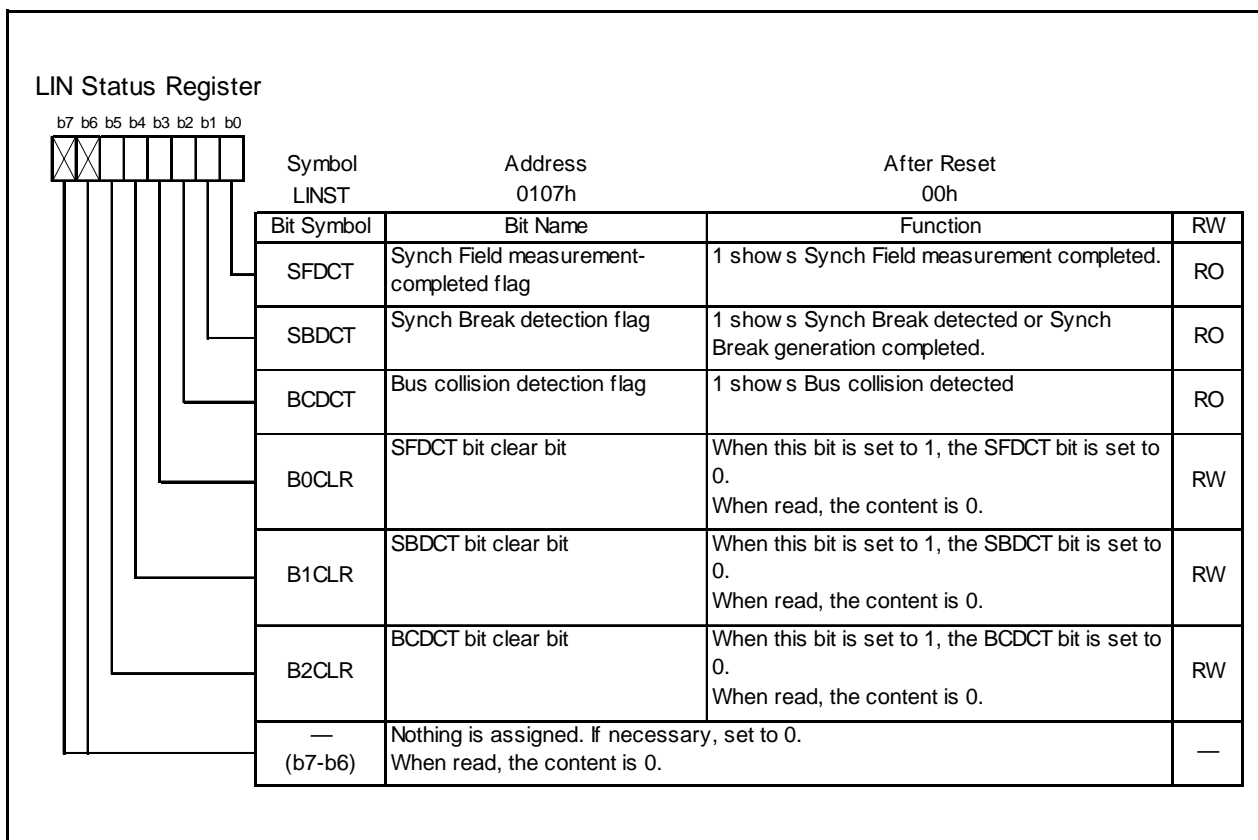 LIN Status Register
b7 b6 b5 b4 b3 b2 b1 b0
Symbol Address After Reset
LINST 0107h 00h
Bit Symbol Bit Name Function RW
SFDCT Synch Field measurement-completed flag 1 shows Synch Field measurement completed. RO
SBDCT Synch Break detection flag 1 shows Synch Break detected or Synch Break generation completed. RO
BCDCT Bus collision detection flag 1 shows Bus collision detected RO
B0CLR SFDCT bit clear bit When this bit is set to 1, the SFDCT bit is set to 0. When read, the content is 0. RW
B1CLR SBDCT bit clear bit When this bit is set to 1, the SBDCT bit is set to 0. When read, the content is 0. RW
B2CLR BCDCT bit clear bit When this bit is set to 1, the BCDCT bit is set to 0. When read, the content is 0. RW
— (b7-b6) Nothing is assigned. If necessary, set to 0. When read, the content is 0. —